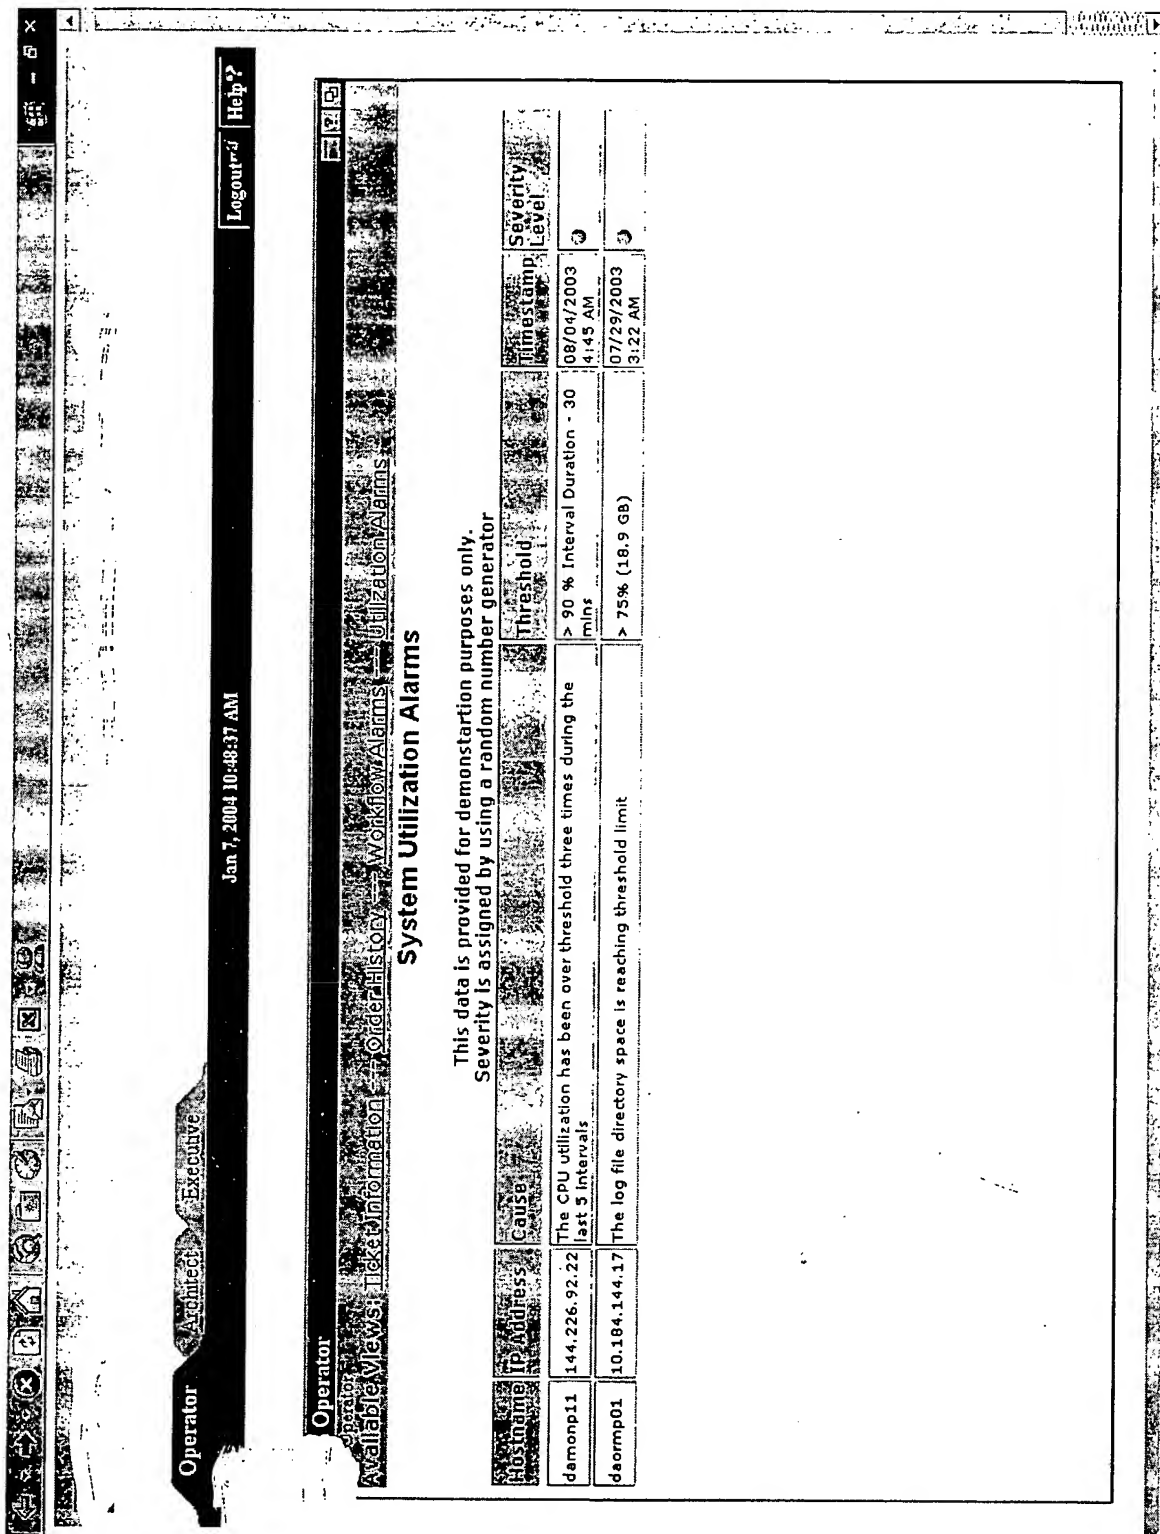 Operator Architect Executive
Jan 7, 2004 10:48:37 AM
Logout Help?
Operator
Operator
Available Views: Ticket Information --- Order History --- Workflow Alarms --- Utilization Alarms
System Utilization Alarms
This data is provided for demonstartion purposes only.
Severity is assigned by using a random number generator
Hostname Ip Address Cause Threshold Timestamp Severity Level
damonp11 144.226.92.22 The CPU utilization has been over threshold three times during the last 5 intervals > 90 % Interval Duration - 30 mins 08/04/2003 4:45 AM
daormp01 10.184.144.17 The log file directory space is reaching threshold limit > 75% (18.9 GB) 07/29/2003 3:22 AM